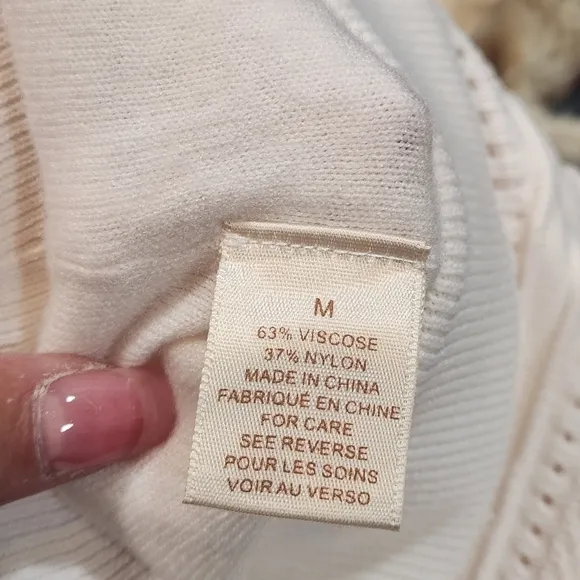 M
63% VISCOSE
37% NYLON
MADE IN CHINA
FABRIQUE EN CHINE
FOR CARE
SEE REVERSE
POUR LES SOINS
VOIR AU VERSO